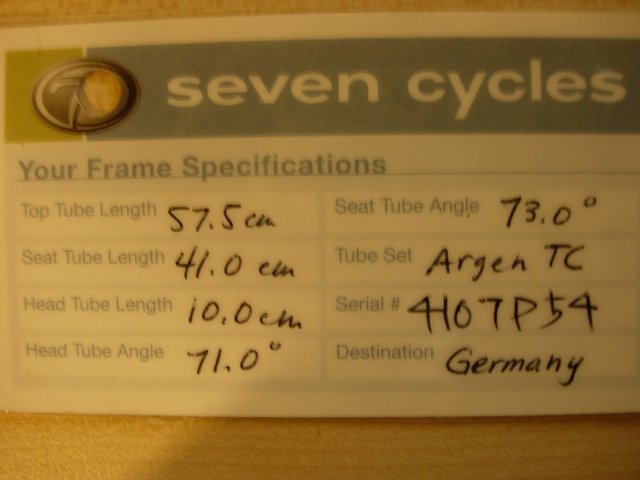 7
seven cycles
Your Frame Specifications
Top Tube Length 57.5 cm
Seat Tube Angle 73.0°
Seat Tube Length 41.0 cm
Tube Set Argen TC
Head Tube Length 10.0 cm
Serial # 4107P54
Head Tube Angle 71.0°
Destination Germany